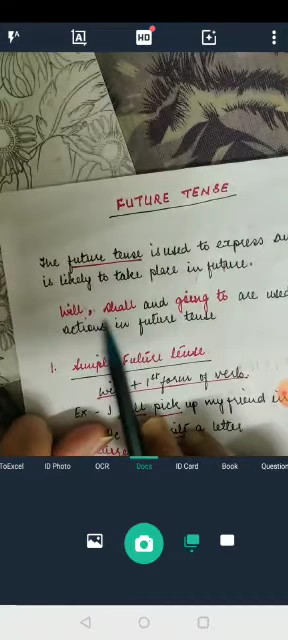 HD
FUTURE TENSE
The future tense is used to express
is likely to take place in future.
Will, shall and going to are used
actions in future tense
1. Simple Future tense
+ 1st form of verb
Ex - I pick up my friend
a letter
ToExcel ID Photo OCR Docs ID Card Book Question